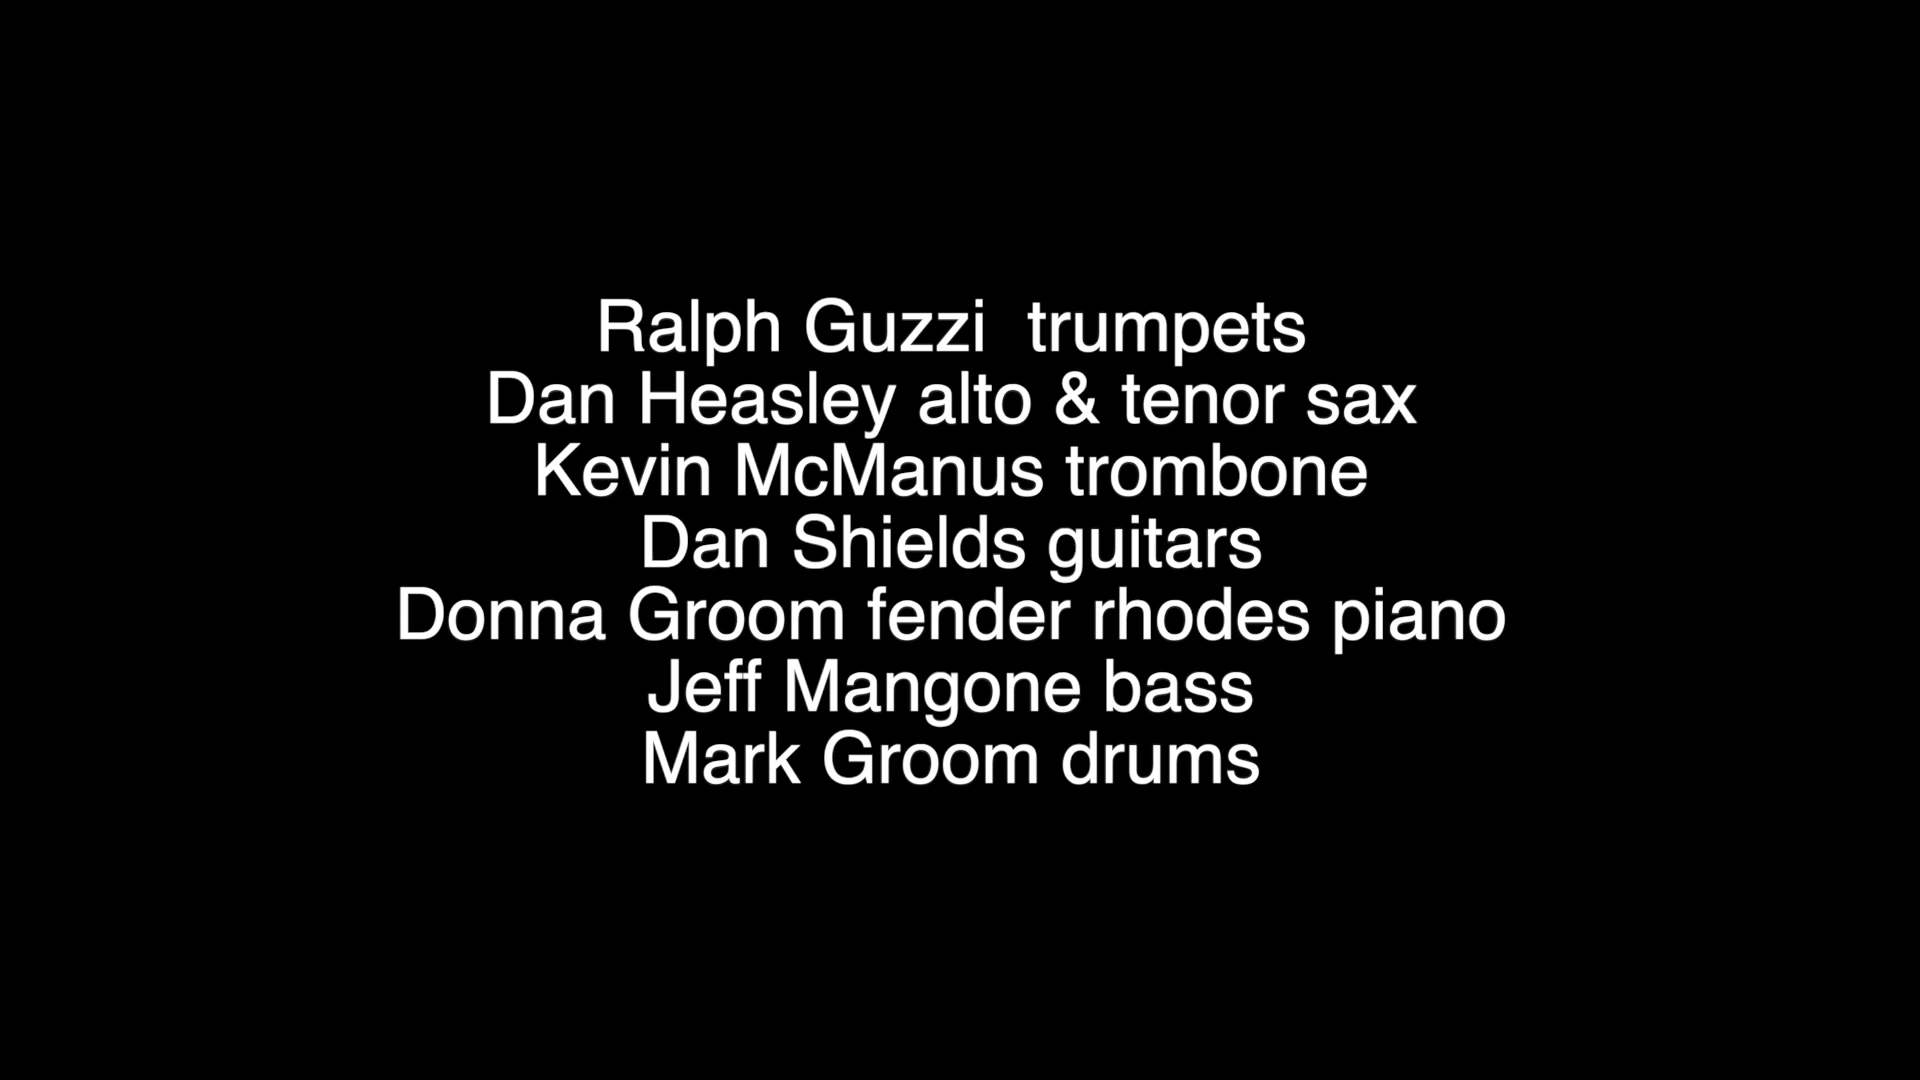 Ralph Guzzi  trumpets
Dan Heasley alto & tenor sax
Kevin McManus trombone
Dan Shields guitars
Donna Groom fender rhodes piano
Jeff Mangone bass
Mark Groom drums